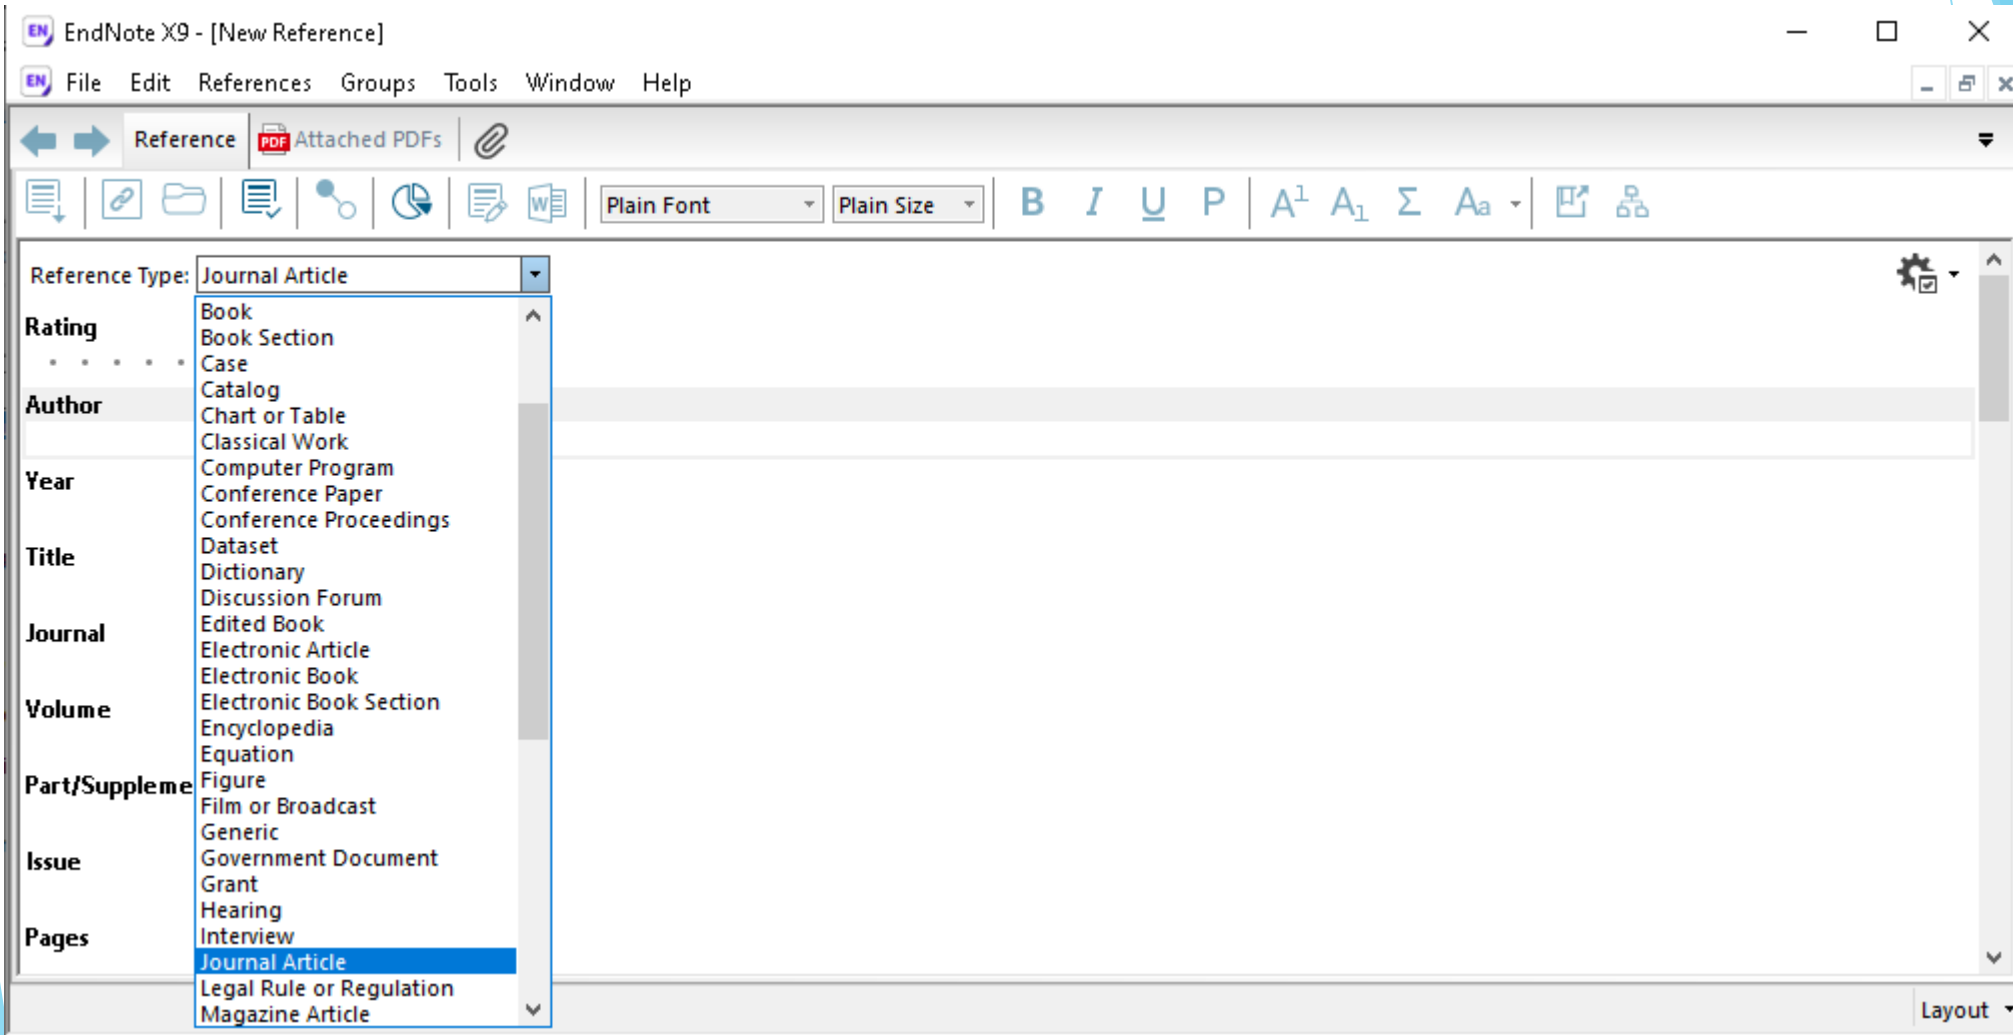 EndNote X9 - [New Reference]
File Edit References Groups Tools Window Help
Reference Attached PDFs
Plain Font Plain Size B I U P A1 A1 Σ Aa
Reference Type: Journal Article
Rating
Author
Year
Title
Journal
Volume
Part/Suppleme
Issue
Pages
Book
Book Section
Case
Catalog
Chart or Table
Classical Work
Computer Program
Conference Paper
Conference Proceedings
Dataset
Dictionary
Discussion Forum
Edited Book
Electronic Article
Electronic Book
Electronic Book Section
Encyclopedia
Equation
Figure
Film or Broadcast
Generic
Government Document
Grant
Hearing
Interview
Journal Article
Legal Rule or Regulation
Magazine Article
Layout